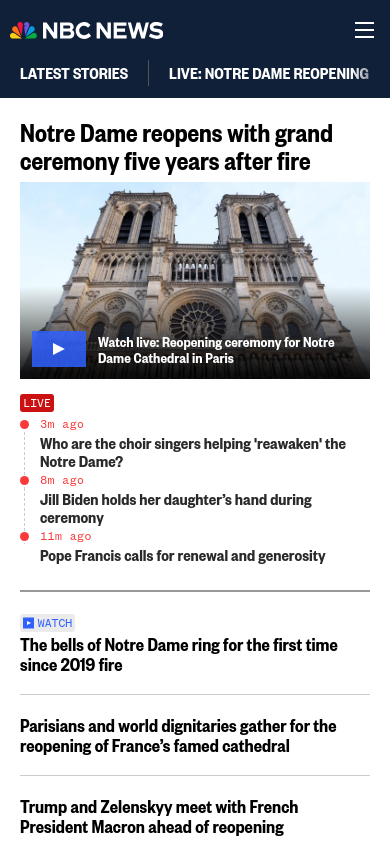 NBC NEWS
LATEST STORIES
LIVE: NOTRE DAME REOPENING
Notre Dame reopens with grand
ceremony five years after fire
Watch live: Reopening ceremony for Notre
Dame Cathedral in Paris
LIVE
3m ago
Who are the choir singers helping 'reawaken' the
Notre Dame?
8m ago
Jill Biden holds her daughter's hand during
ceremony
11m ago
Pope Francis calls for renewal and generosity
WATCH
The bells of Notre Dame ring for the first time
since 2019 fire
Parisians and world dignitaries gather for the
reopening of France’s famed cathedral
Trump and Zelenskyy meet with French
President Macron ahead of reopening